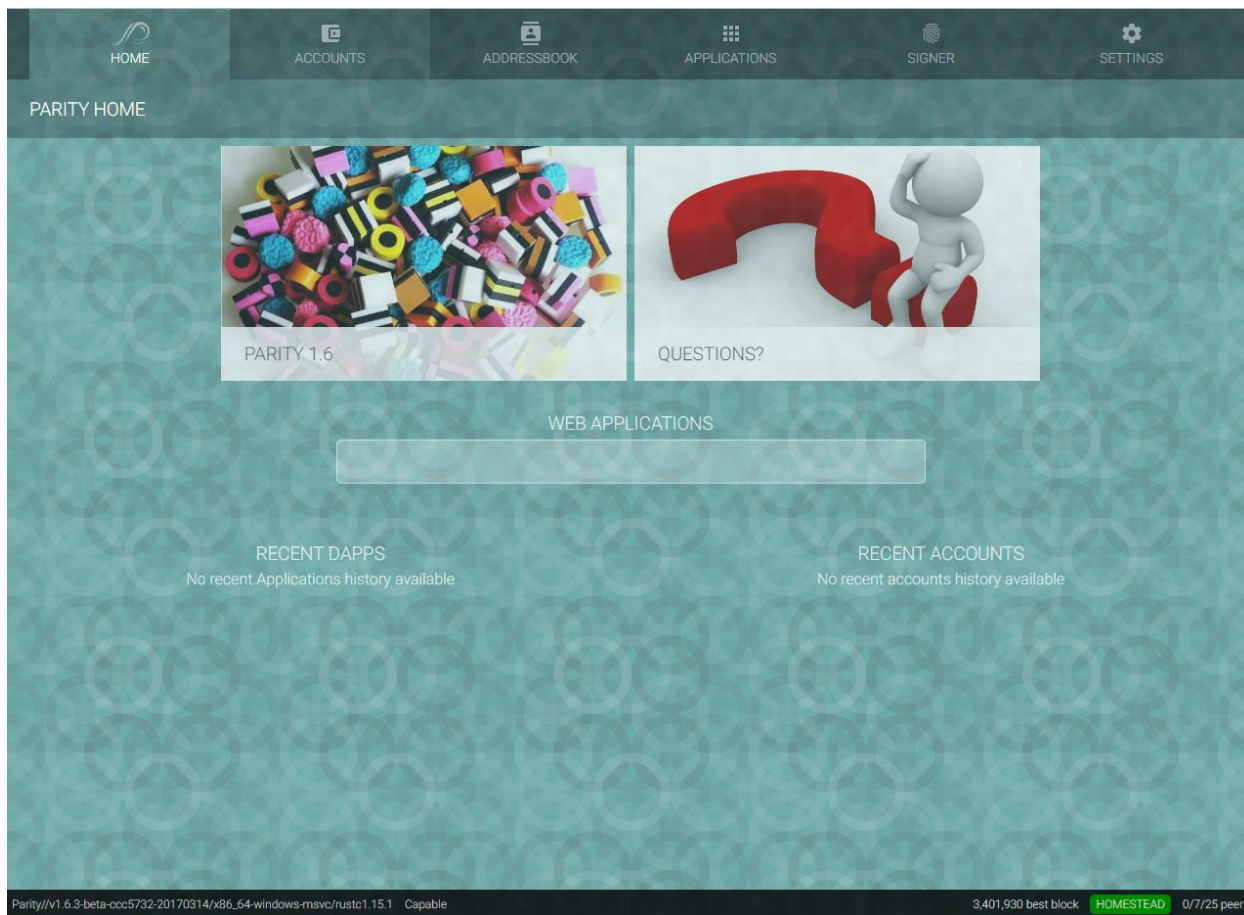 HOME
ACCOUNTS
ADDRESSBOOK
APPLICATIONS
SIGNER
SETTINGS
PARITY HOME
PARITY 1.6
QUESTIONS?
WEB APPLICATIONS
RECENT DAPPS
No recent Applications history available
RECENT ACCOUNTS
No recent accounts history available
Parity//v1.6.3-beta-ccc5732-20170314/x86_64-windows-msvc/rustc1.15.1 Capable
3,401,930 best block HOMESTEAD 0/7/25 peer